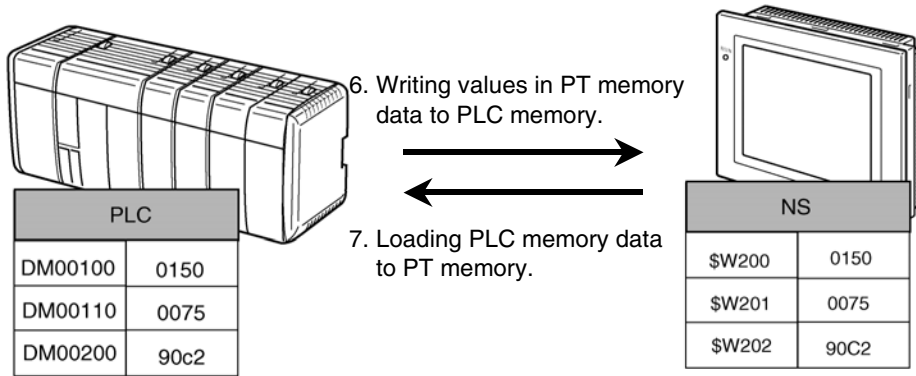 6. Writing values in PT memory
data to PLC memory.
7. Loading PLC memory data
to PT memory.
PLC
DM00100 0150
DM00110 0075
DM00200 90c2
NS
$W200 0150
$W201 0075
$W202 90C2